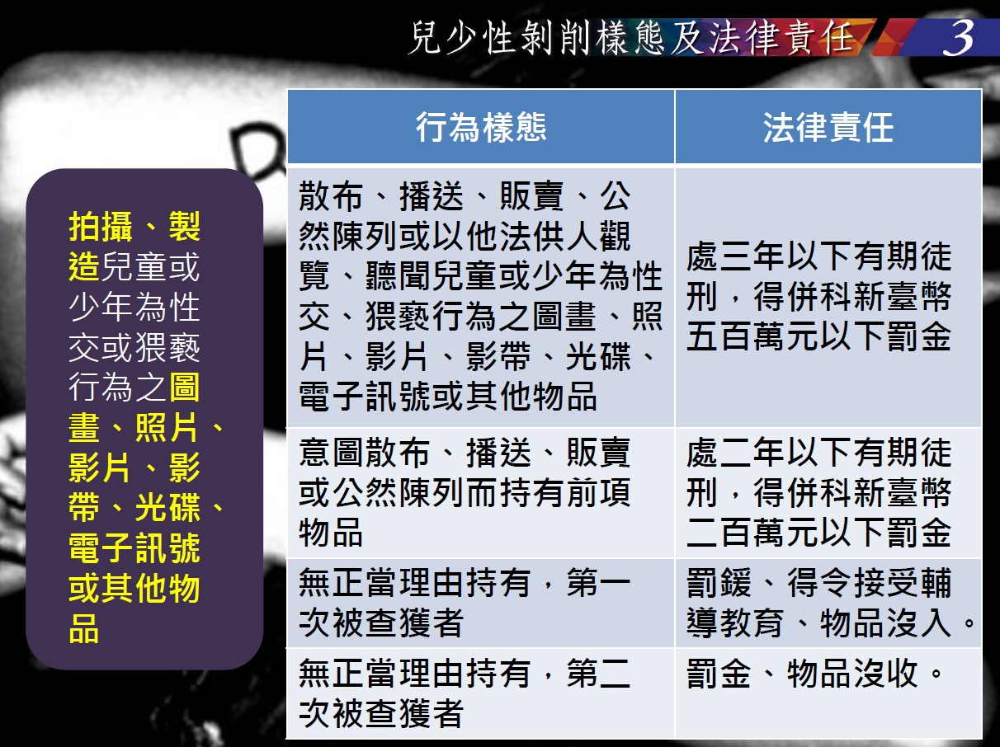 兒少性剝削樣態及法律責任 3
拍攝、製
造兒童或
少年為性
交或猥褻
行為之圖
畫、照片、
影片、影
帶、光碟、
電子訊號
或其他物
品
行為樣態
法律責任
散布、播送、販賣、公
然陳列或以他法供人觀
覽、聽聞兒童或少年為性
交、猥褻行為之圖畫、照
片、影片、影帶、光碟、
電子訊號或其他物品
處三年以下有期徒
刑,得併科新臺幣
五百萬元以下罰金
意圖散布、播送、販賣
或公然陳列而持有前項
物品
處二年以下有期徒
刑,得併科新臺幣
二百萬元以下罰金
無正當理由持有,第一
次被查獲者
罰鍰、得令接受輔
導教育、物品沒入。
無正當理由持有,第二
次被查獲者
罰金、物品沒收。